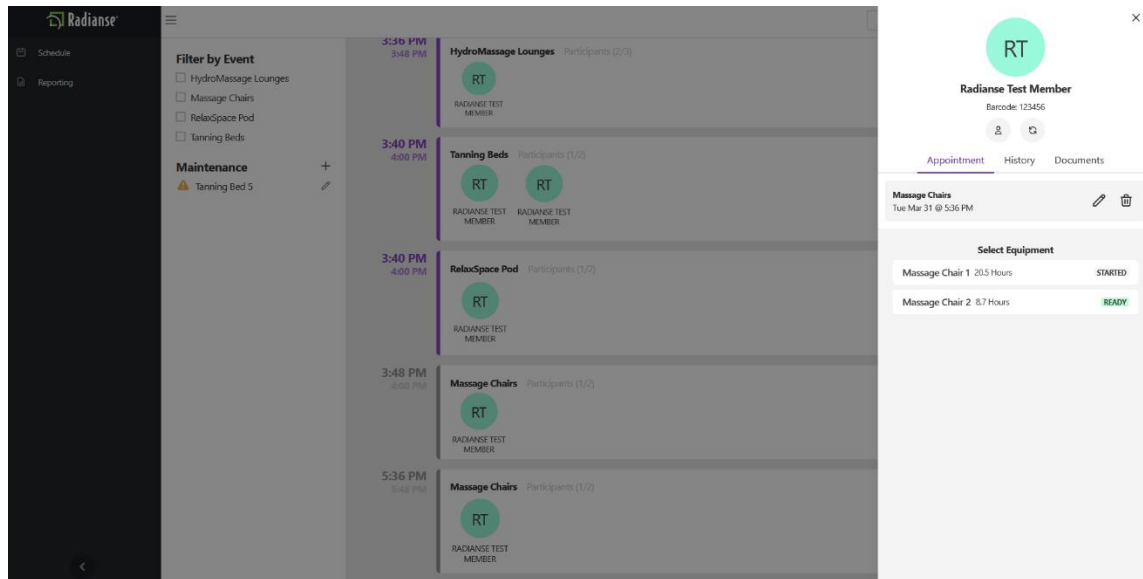 Radianse
Schedule
Reporting
Filter by Event
HydroMassage Lounges
Massage Chairs
RelaxSpace Pod
Tanning Beds
Maintenance +
Tanning Bed 5
3:36 PM
3:48 PM
HydroMassage Lounges Participants (2/3)
RT
RADIANSE TEST
MEMBER
3:40 PM
4:00 PM
Tanning Beds Participants (1/2)
RT RT
RADIANSE TEST RADIANSE TEST
MEMBER MEMBER
3:40 PM
4:00 PM
RelaxSpace Pod Participants (1/2)
RT
RADIANSE TEST
MEMBER
3:48 PM
4:00 PM
Massage Chairs Participants (1/2)
RT
RADIANSE TEST
MEMBER
5:36 PM
5:48 PM
Massage Chairs Participants (1/2)
RT
RADIANSE TEST
MEMBER
RT
Radianse Test Member
Barcode: 123456
Appointment History Documents
Massage Chairs
Tue Mar 31 @ 5:36 PM
Select Equipment
Massage Chair 1 20.5 Hours STARTED
Massage Chair 2 8.7 Hours READY